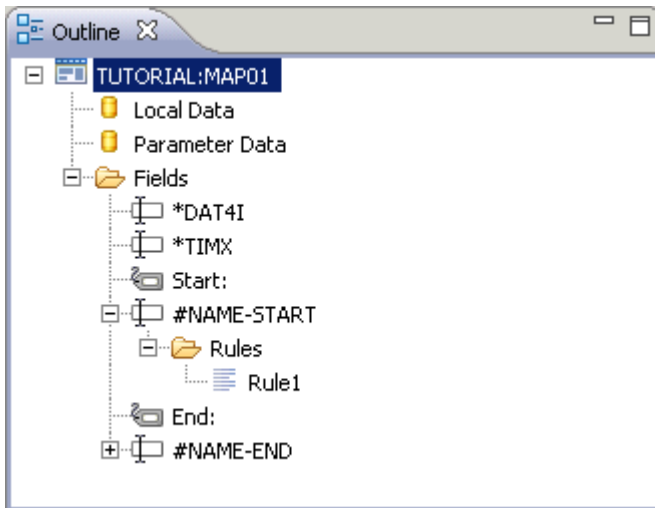 Outline
TUTORIAL:MAP01
Local Data
Parameter Data
Fields
*DAT4I
*TIMX
Start:
#NAME-START
Rules
Rule1
End:
#NAME-END